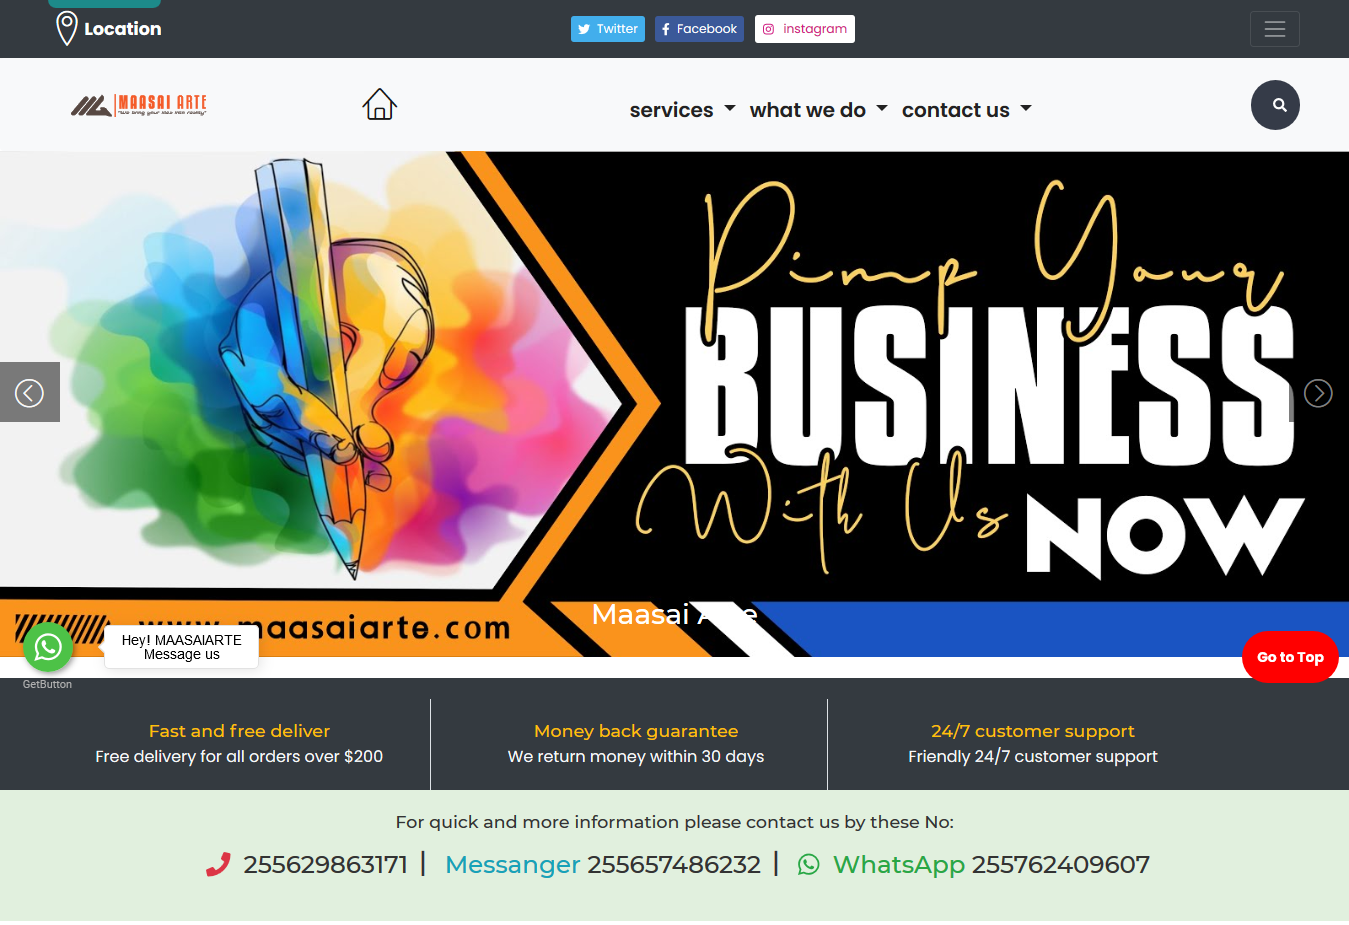 Location
Twitter
Facebook
instagram
MAASAI ARTE
"We bring your idea into reality"
services
what we do
contact us
Pimp Your
BUSINESS
With Us NOW
www.maasaiarte.com
Maasai Arte
Hey! MAASAIARTE
Message us
GetButton
Go to Top
Fast and free deliver
Free delivery for all orders over $200
Money back guarantee
We return money within 30 days
24/7 customer support
Friendly 24/7 customer support
For quick and more information please contact us by these No:
255629863171 | Messanger 255657486232 | WhatsApp 255762409607